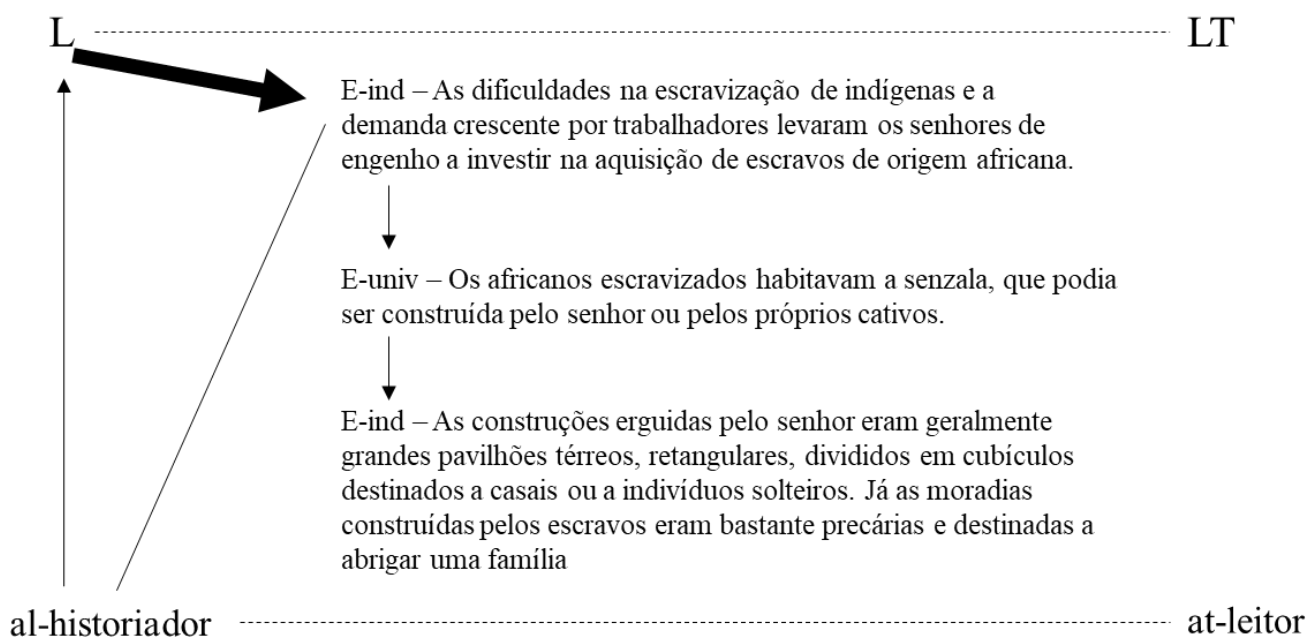 L LT
E-ind – As dificuldades na escravização de indígenas e a
demanda crescente por trabalhadores levaram os senhores de
engenho a investir na aquisição de escravos de origem africana.
E-univ – Os africanos escravizados habitavam a senzala, que podia
ser construída pelo senhor ou pelos próprios cativos.
E-ind – As construções erguidas pelo senhor eram geralmente
grandes pavilhões térreos, retangulares, divididos em cubículos
destinados a casais ou a indivíduos solteiros. Já as moradias
construídas pelos escravos eram bastante precárias e destinadas a
abrigar uma família
al-historiador at-leitor